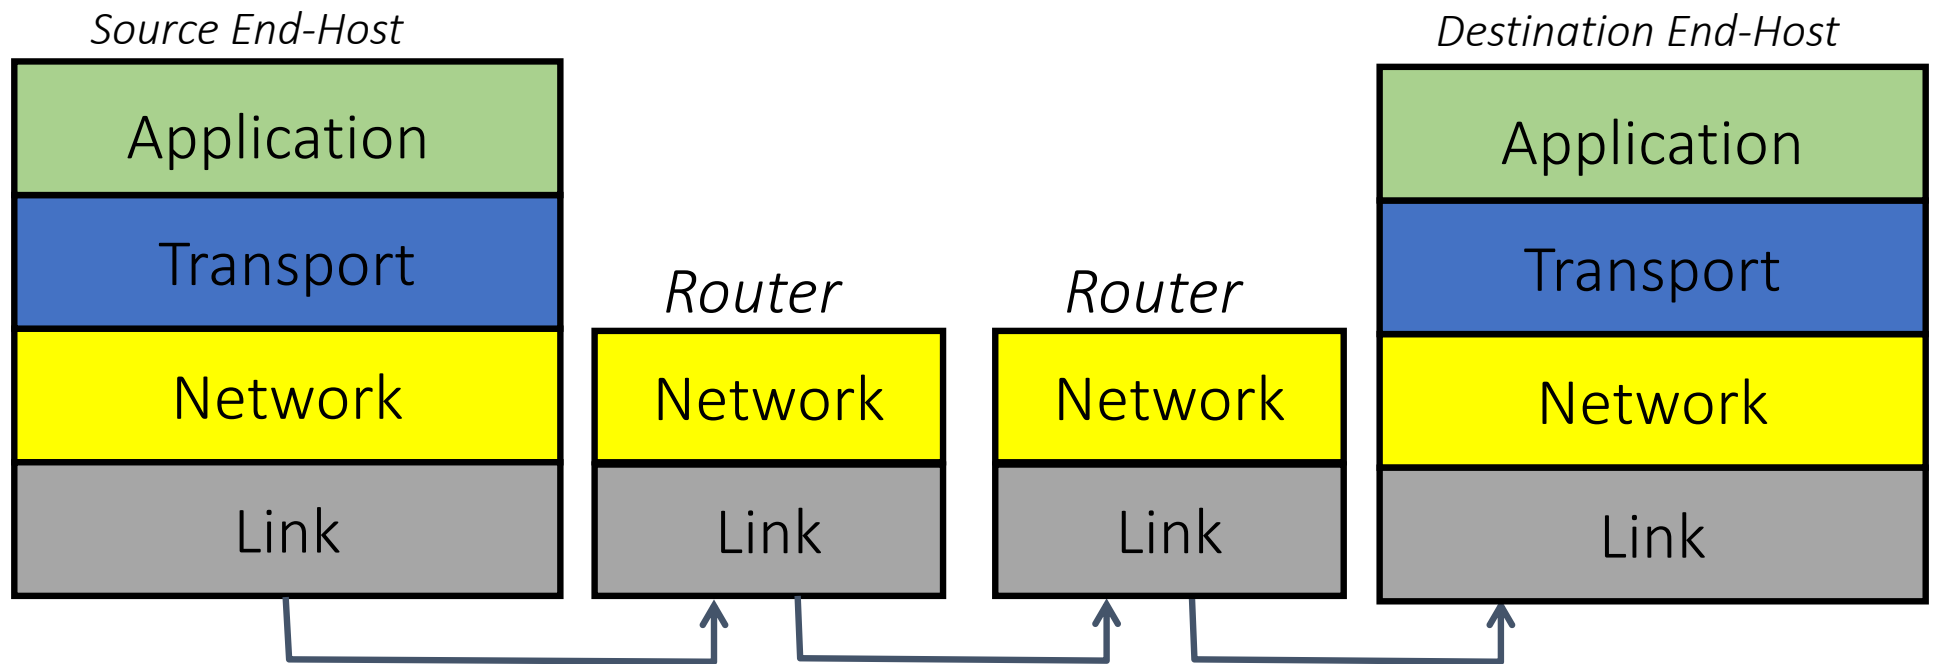 Source End-Host
Application
Transport
Network
Link
Router
Network
Link
Router
Network
Link
Destination End-Host
Application
Transport
Network
Link